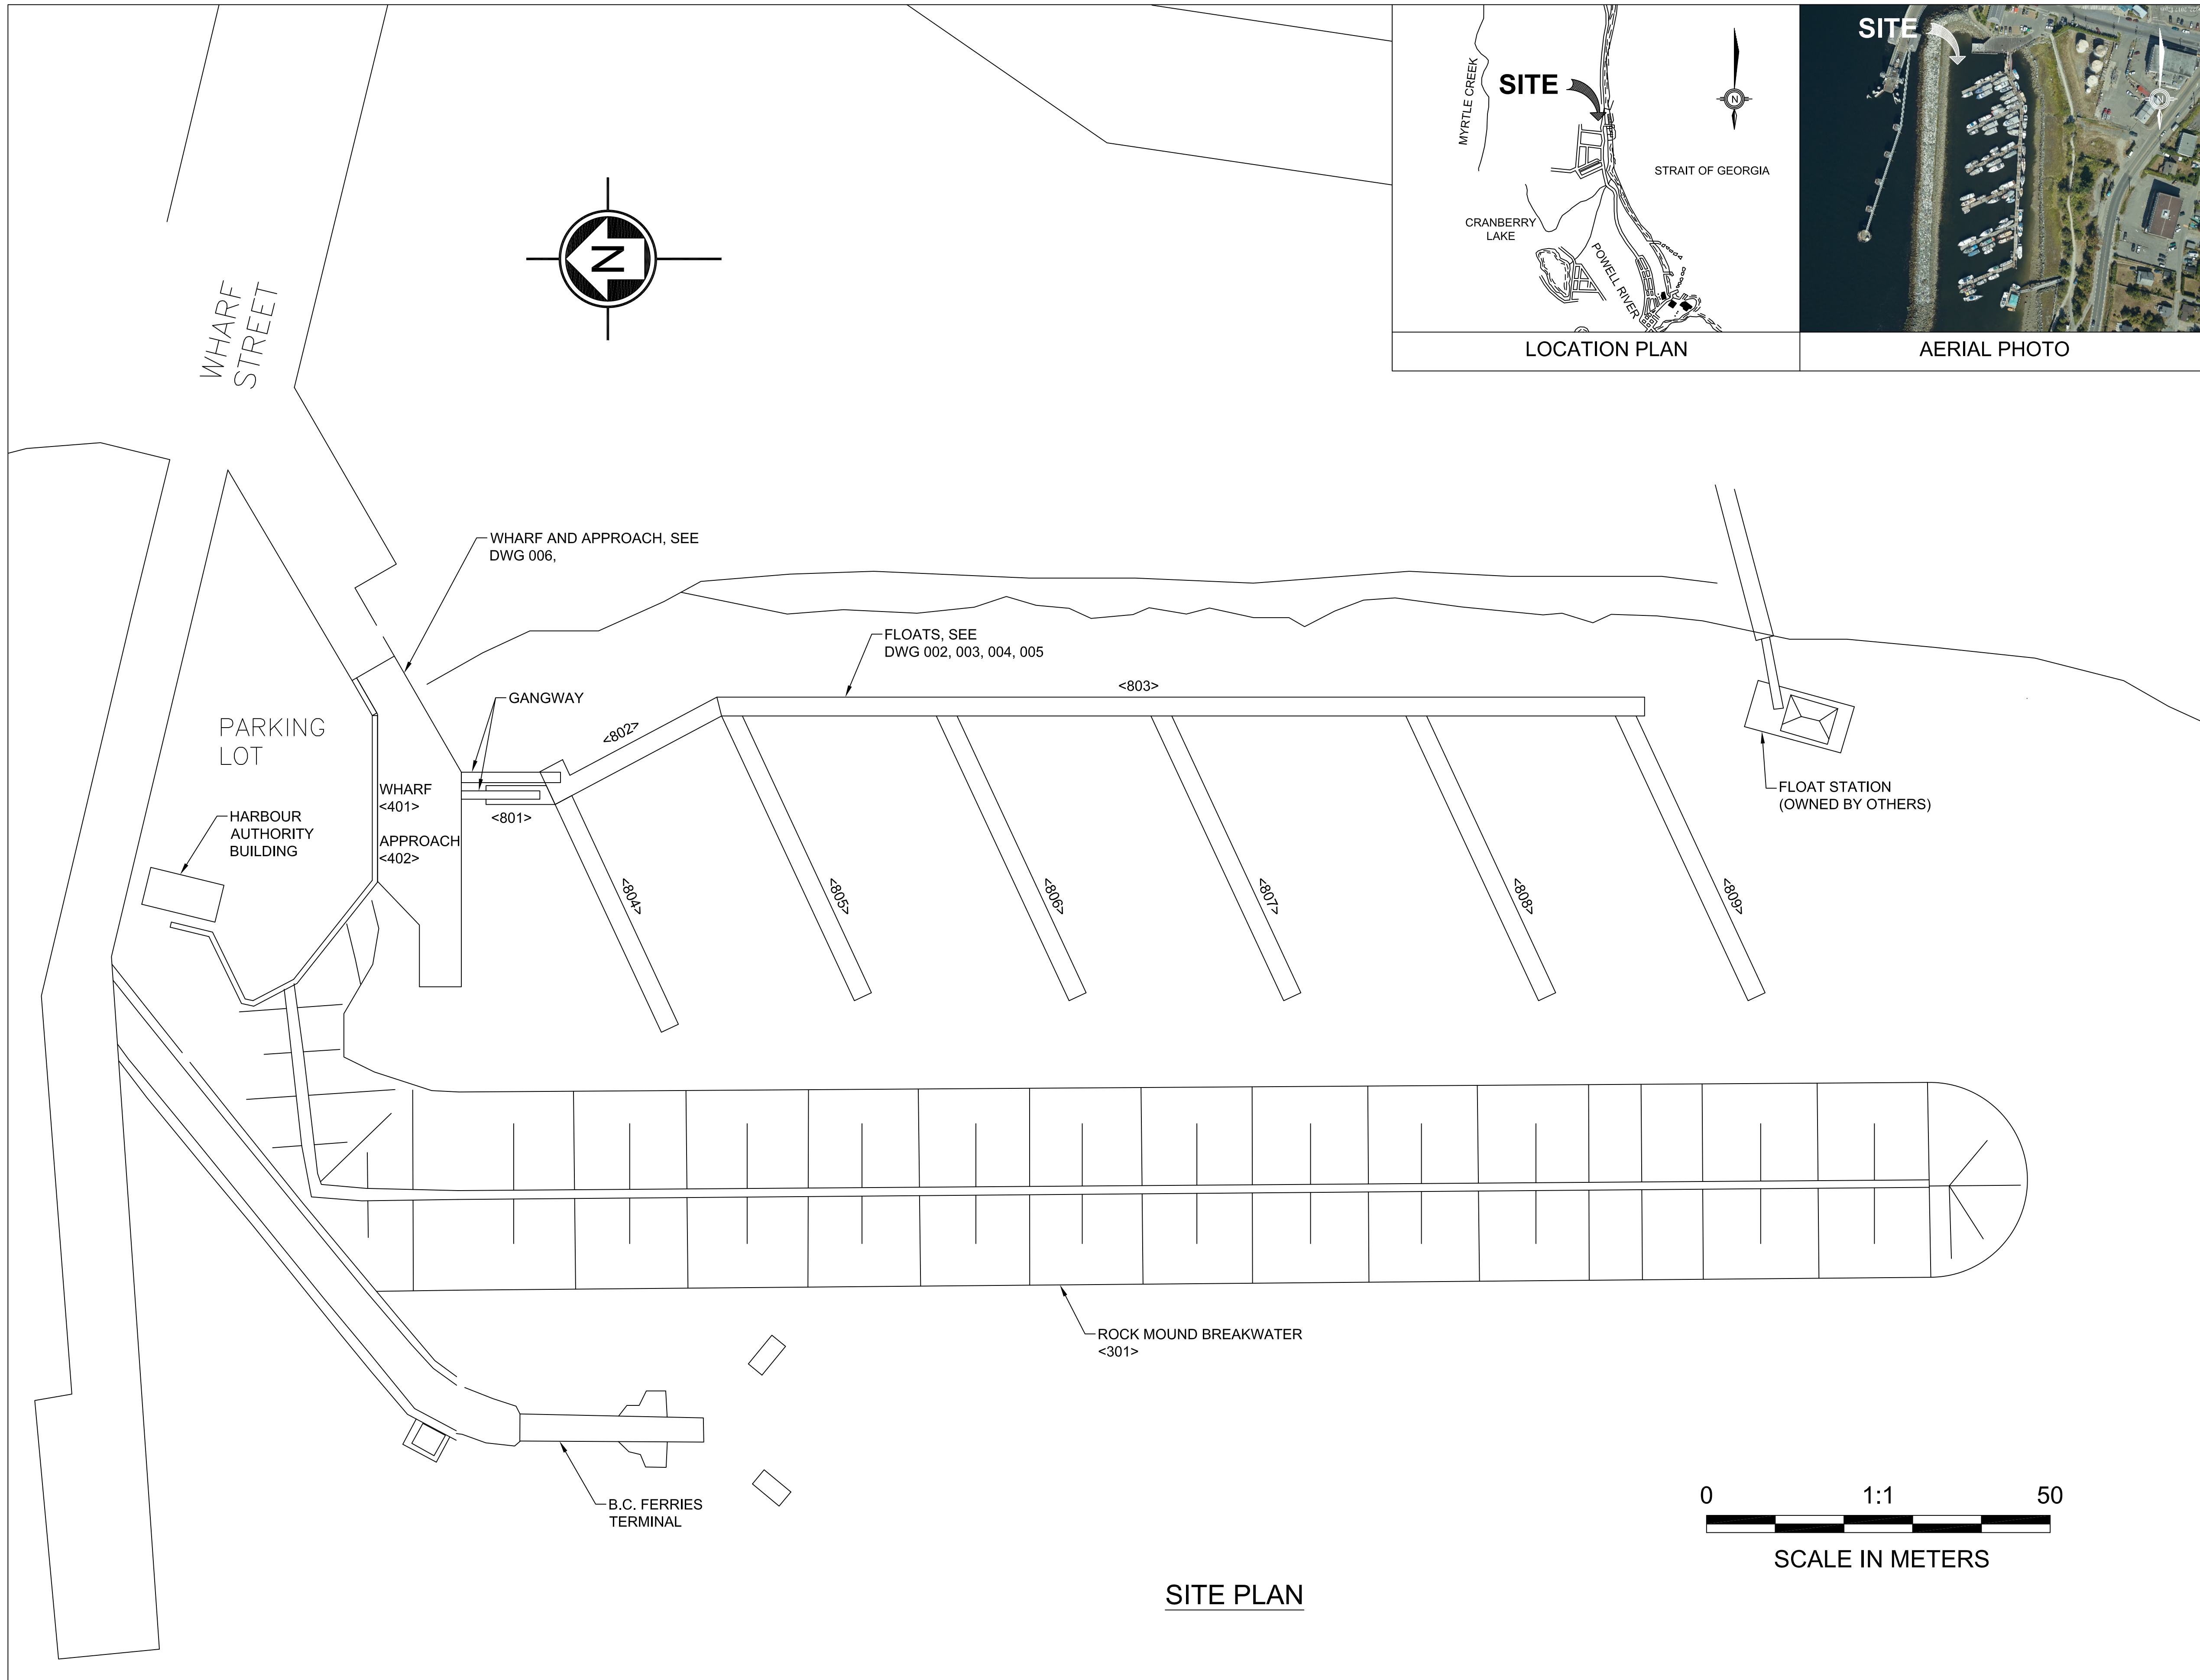 MYRTLE CREEK
SITE
N
STRAIT OF GEORGIA
CRANBERRY
LAKE
POWELL RIVER
LOCATION PLAN
SITE
N
AERIAL PHOTO
N
WHARF
STREET
WHARF AND APPROACH, SEE
DWG 006,
FLOATS, SEE
DWG 002, 003, 004, 005
GANGWAY
<803>
<802>
PARKING
LOT
WHARF
<401>
<801>
APPROACH
<402>
HARBOUR
AUTHORITY
BUILDING
FLOAT STATION
(OWNED BY OTHERS)
<804>
<805>
<806>
<807>
<808>
<809>
ROCK MOUND BREAKWATER
<301>
B.C. FERRIES
TERMINAL
0 1:1 50
SCALE IN METERS
SITE PLAN